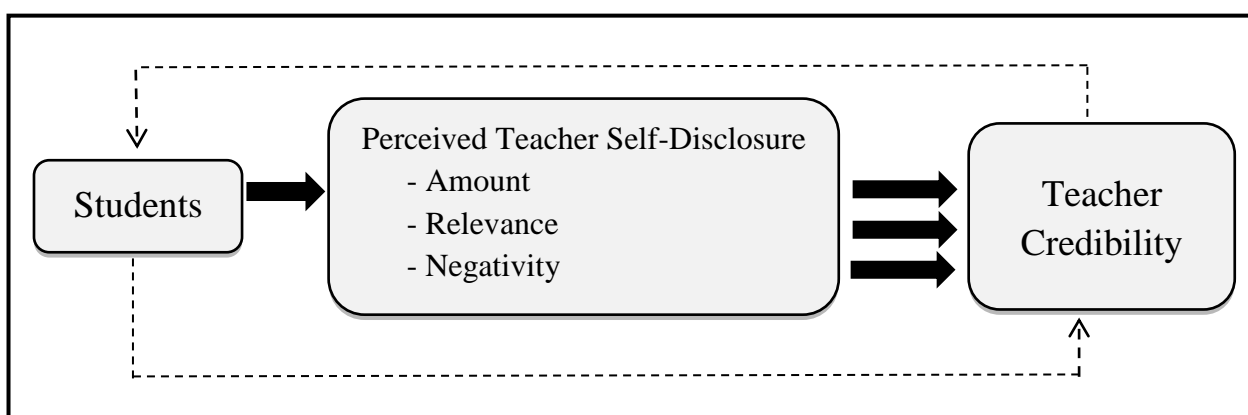 Students
Perceived Teacher Self-Disclosure
- Amount
- Relevance
- Negativity
Teacher
Credibility